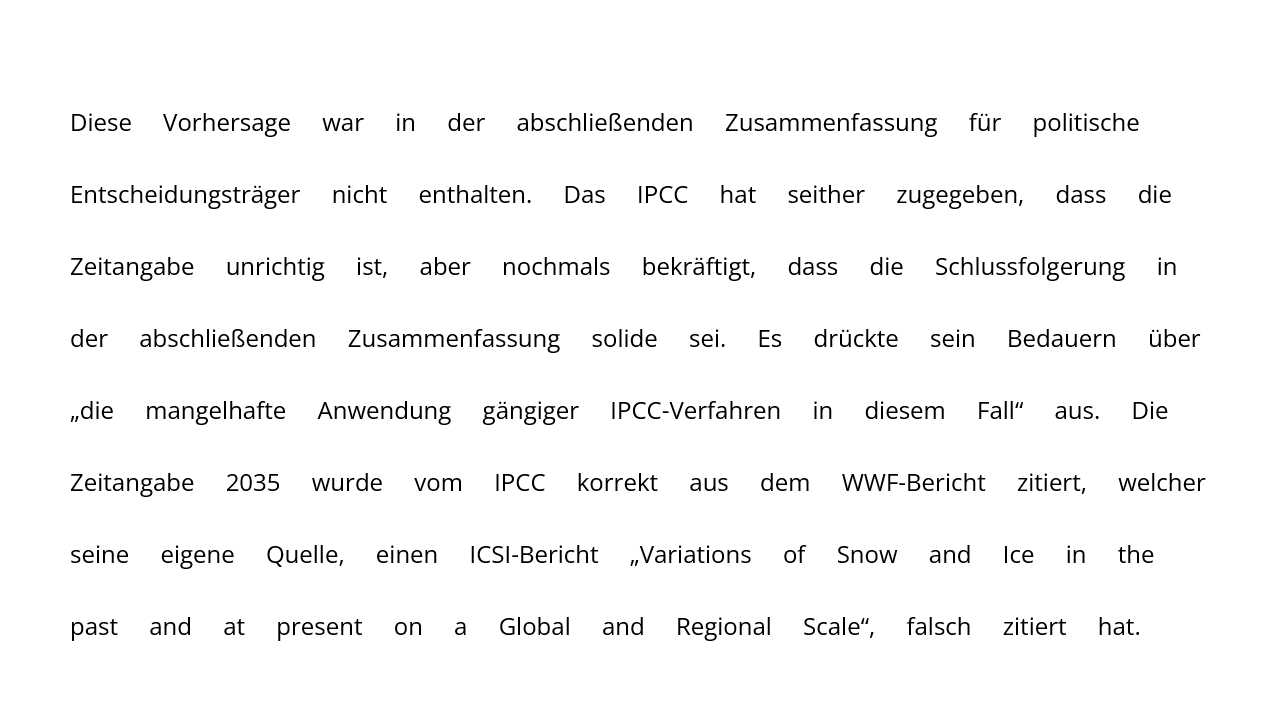 Diese Vorhersage war in der abschließenden Zusammenfassung für politische
Entscheidungsträger nicht enthalten. Das IPCC hat seither zugegeben, dass die
Zeitangabe unrichtig ist, aber nochmals bekräftigt, dass die Schlussfolgerung in
der abschließenden Zusammenfassung solide sei. Es drückte sein Bedauern über
„die mangelhafte Anwendung gängiger IPCC-Verfahren in diesem Fall“ aus. Die
Zeitangabe 2035 wurde vom IPCC korrekt aus dem WWF-Bericht zitiert, welcher
seine eigene Quelle, einen ICSI-Bericht „Variations of Snow and Ice in the
past and at present on a Global and Regional Scale“, falsch zitiert hat.